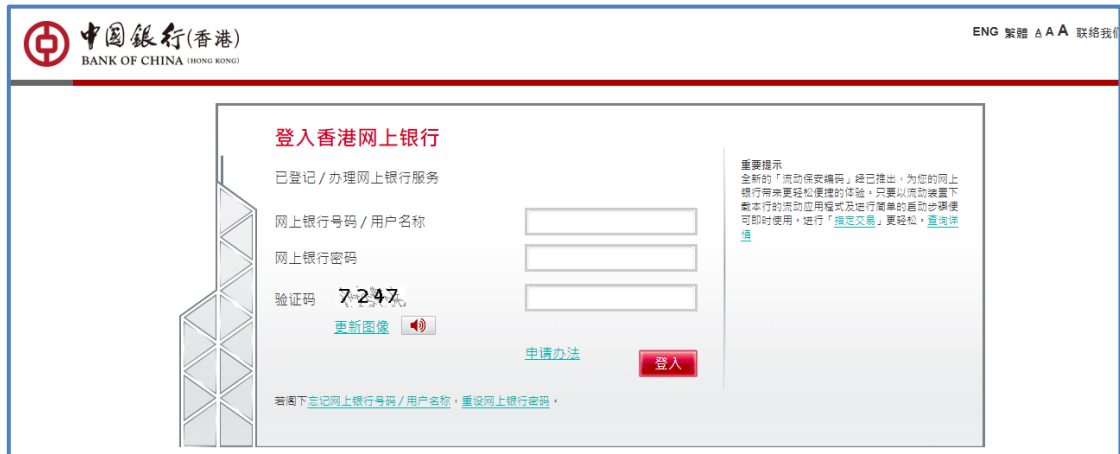 中國銀行(香港)
BANK OF CHINA (HONG KONG)
ENG 繁體 A A A 联络我们
登入香港网上银行
已登记 / 办理网上银行服务
网上银行号码 / 用户名称
网上银行密码
验证码 7247
更新图像
申请办法
登入
若阁下忘记网上银行号码 / 用户名称，重设网上银行密码。
重要提示
全新的「流动保安编码」经已推出，为您的网上
银行带来更轻松便捷的体验。只要以流动装置下
载本行的流动应用程式及进行简单的启动步骤便
可即时使用。进行「指定交易」更轻松。查询详
情